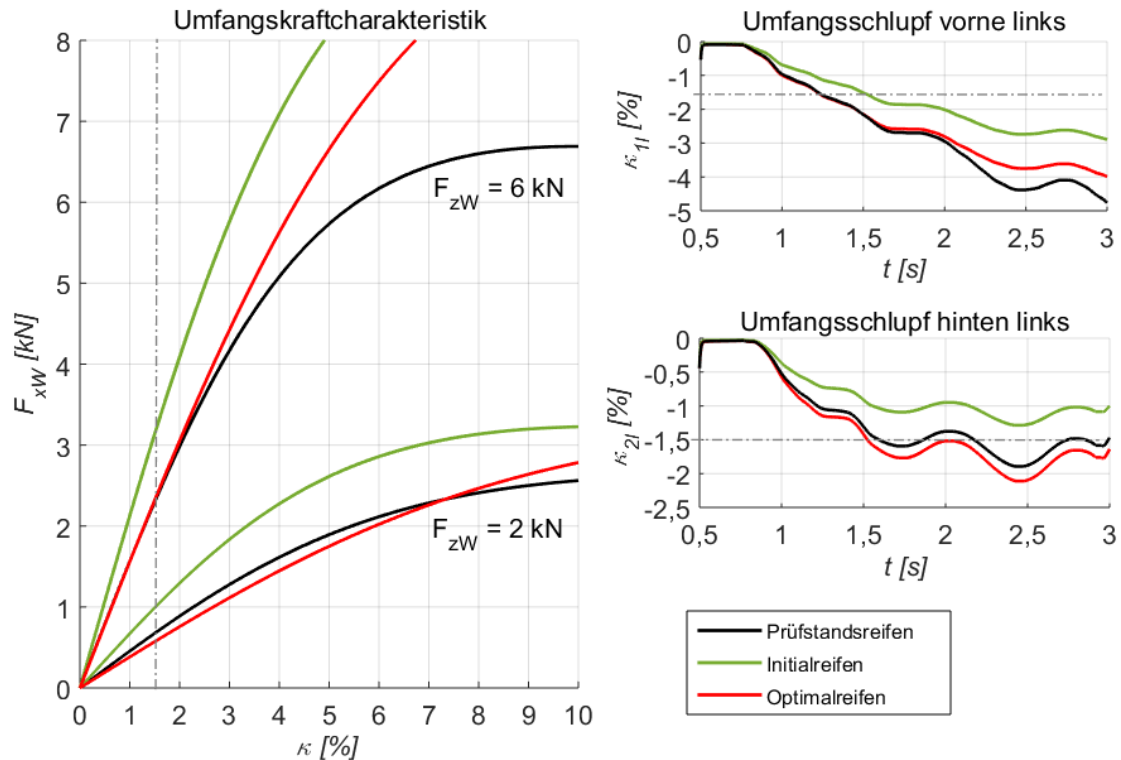 Umfangskraftcharakteristik
8
7
6
5
4
3
2
1
0
F_xW [kN]
F_zW = 6 kN
F_zW = 2 kN
0 1 2 3 4 5 6 7 8 9 10
κ [%]
Umfangsschlupf vorne links
0
-1
-2
-3
-4
-5
κ_1l [%]
0,5 1 1,5 2 2,5 3
t [s]
Umfangsschlupf hinten links
0
-0,5
-1
-1,5
-2
-2,5
κ_2l [%]
0,5 1 1,5 2 2,5 3
t [s]
Prüfstandsreifen
Initialreifen
Optimalreifen